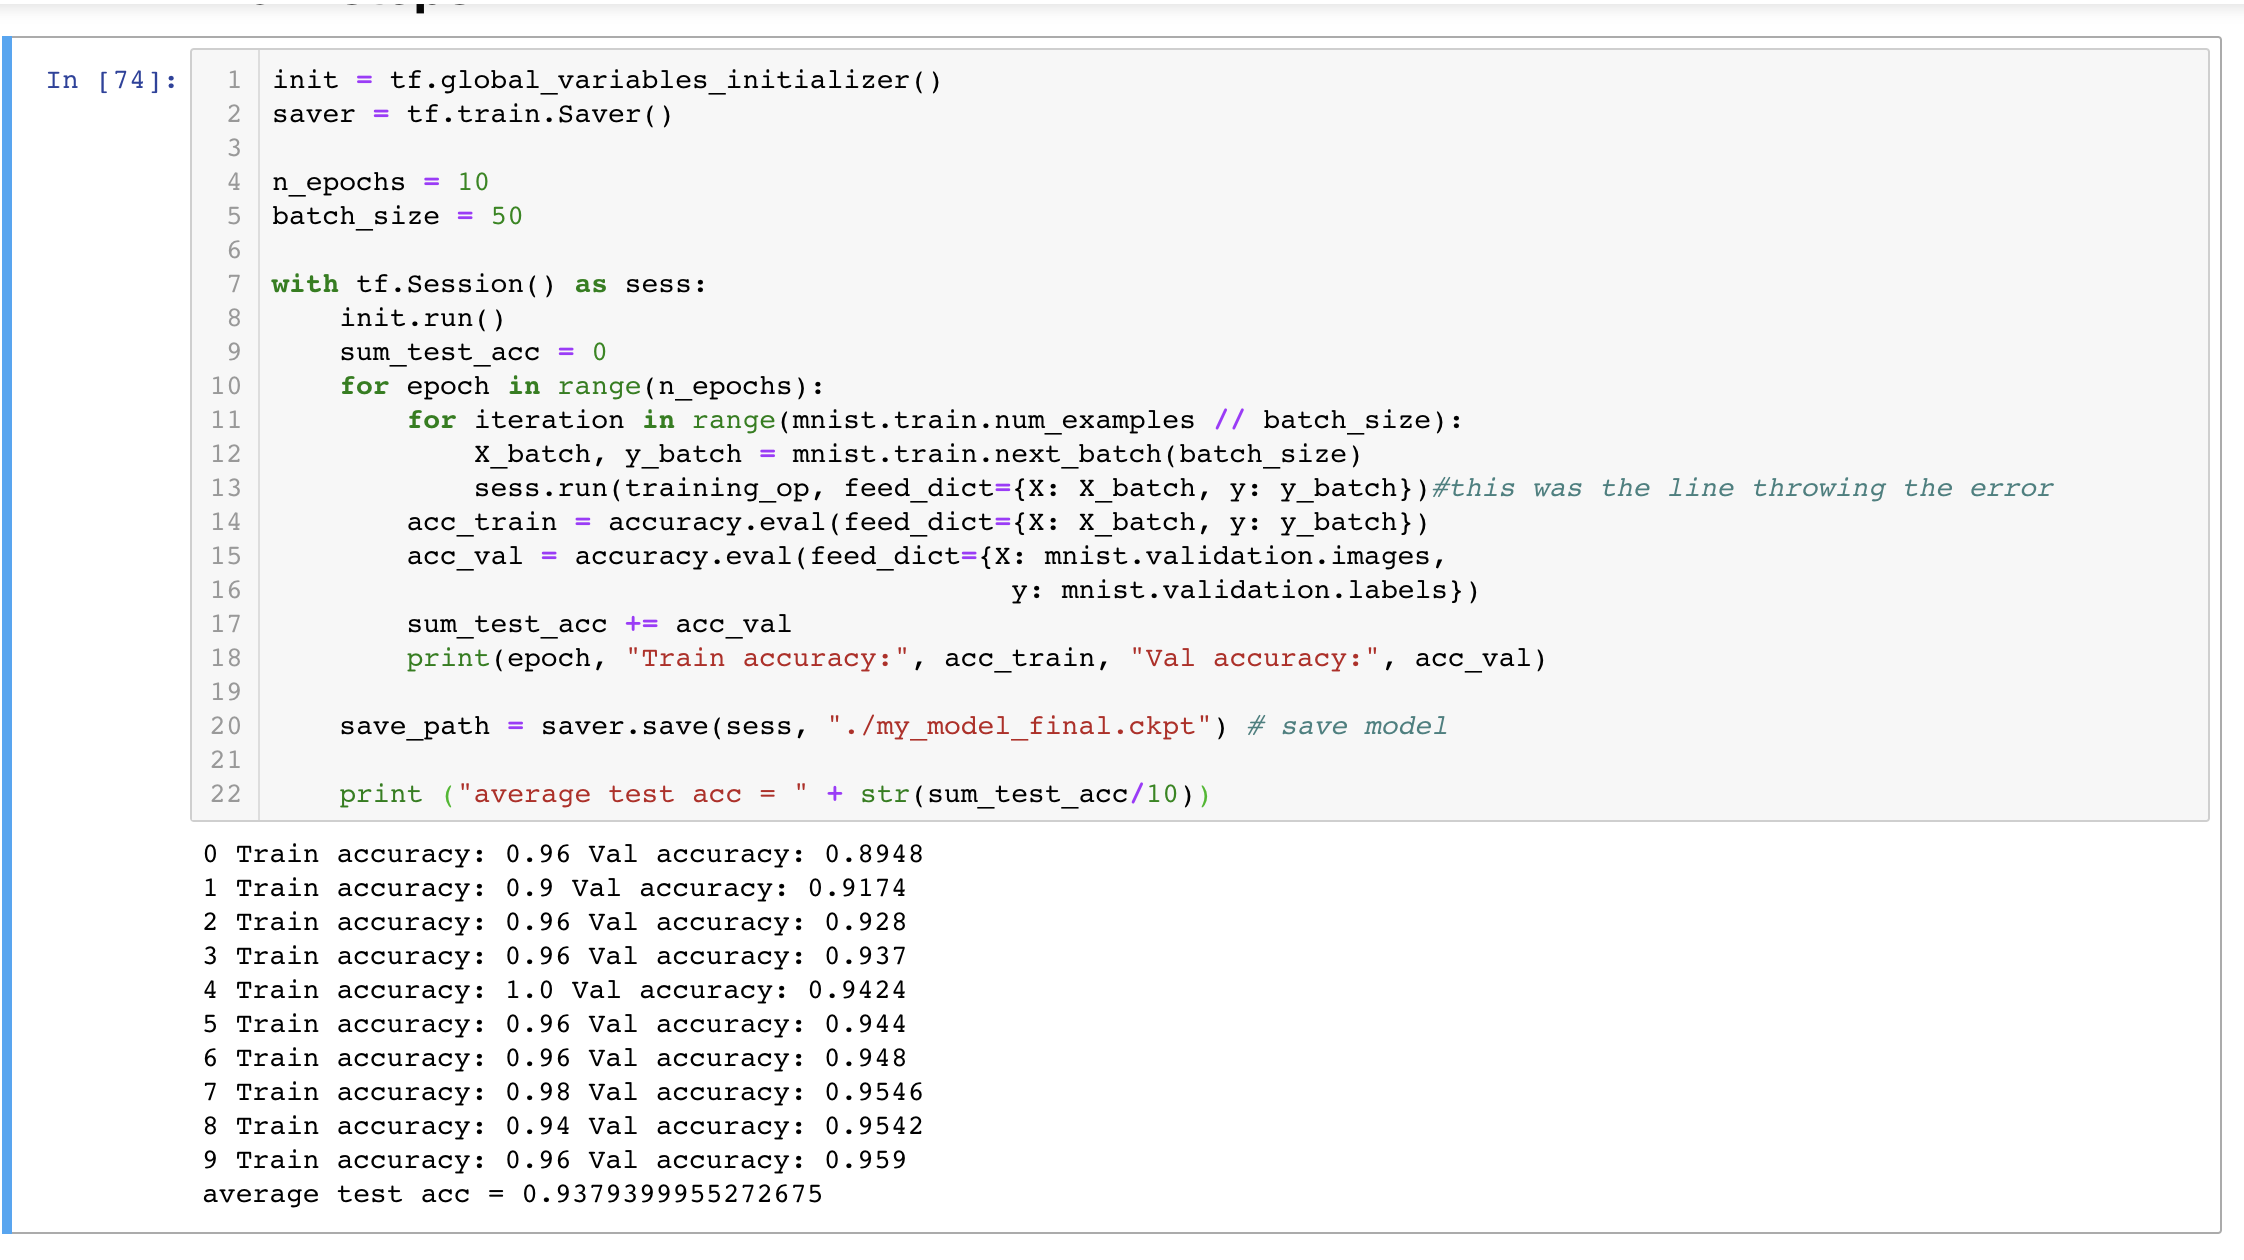 In [74]:
1 init = tf.global_variables_initializer()
2 saver = tf.train.Saver()
3
4 n_epochs = 10
5 batch_size = 50
6
7 with tf.Session() as sess:
8     init.run()
9     sum_test_acc = 0
10     for epoch in range(n_epochs):
11         for iteration in range(mnist.train.num_examples // batch_size):
12             X_batch, y_batch = mnist.train.next_batch(batch_size)
13             sess.run(training_op, feed_dict={X: X_batch, y: y_batch})#this was the line throwing the error
14         acc_train = accuracy.eval(feed_dict={X: X_batch, y: y_batch})
15         acc_val = accuracy.eval(feed_dict={X: mnist.validation.images,
16                                             y: mnist.validation.labels})
17         sum_test_acc += acc_val
18         print(epoch, "Train accuracy:", acc_train, "Val accuracy:", acc_val)
19
20     save_path = saver.save(sess, "./my_model_final.ckpt") # save model
21
22     print ("average test acc = " + str(sum_test_acc/10))
0 Train accuracy: 0.96 Val accuracy: 0.8948
1 Train accuracy: 0.9 Val accuracy: 0.9174
2 Train accuracy: 0.96 Val accuracy: 0.928
3 Train accuracy: 0.96 Val accuracy: 0.937
4 Train accuracy: 1.0 Val accuracy: 0.9424
5 Train accuracy: 0.96 Val accuracy: 0.944
6 Train accuracy: 0.96 Val accuracy: 0.948
7 Train accuracy: 0.98 Val accuracy: 0.9546
8 Train accuracy: 0.94 Val accuracy: 0.9542
9 Train accuracy: 0.96 Val accuracy: 0.959
average test acc = 0.9379399955272675